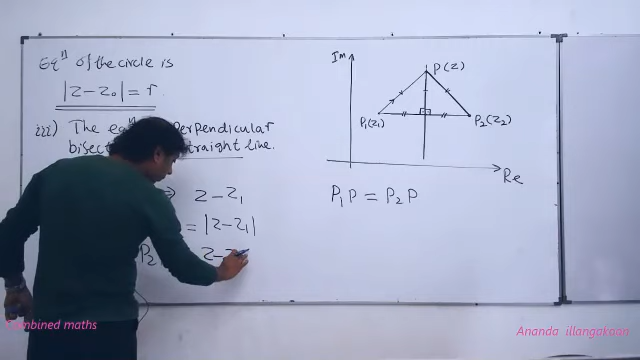 Eqn of the circle is
|z-z0| = r
iii) The eqn perpendicular
bisect straight line.
→ z-z1
= |z-z1|
P2 z-
Im
P(z)
P1(z1)
P2(z2)
Re
P1P = P2P
Combined maths
Ananda illangakoon